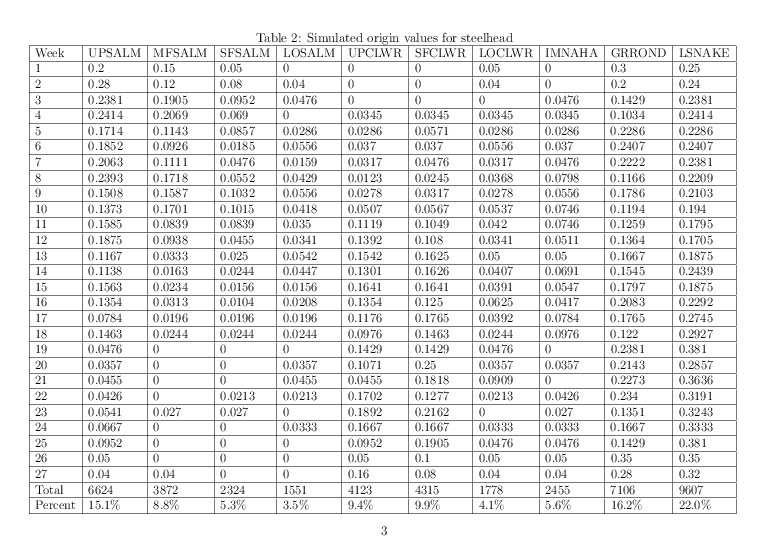 Table 2: Simulated origin values for steelhead
Week UPSALM MFSALM SFSALM LOSALM UPCLWR SFCLWR LOCLWR IMNAHA GRROND LSNAKE
1 0.2 0.15 0.05 0 0 0 0.05 0 0.3 0.25
2 0.28 0.12 0.08 0.04 0 0 0.04 0 0.2 0.24
3 0.2381 0.1905 0.0952 0.0476 0 0 0 0.0476 0.1429 0.2381
4 0.2414 0.2069 0.069 0 0.0345 0.0345 0.0345 0.0345 0.1034 0.2414
5 0.1714 0.1143 0.0857 0.0286 0.0286 0.0571 0.0286 0.0286 0.2286 0.2286
6 0.1852 0.0926 0.0185 0.0556 0.037 0.037 0.0556 0.037 0.2407 0.2407
7 0.2063 0.1111 0.0476 0.0159 0.0317 0.0476 0.0317 0.0476 0.2222 0.2381
8 0.2393 0.1718 0.0552 0.0429 0.0123 0.0245 0.0368 0.0798 0.1166 0.2209
9 0.1508 0.1587 0.1032 0.0556 0.0278 0.0317 0.0278 0.0556 0.1786 0.2103
10 0.1373 0.1701 0.1015 0.0418 0.0507 0.0567 0.0537 0.0746 0.1194 0.194
11 0.1585 0.0839 0.0839 0.035 0.1119 0.1049 0.042 0.0746 0.1259 0.1795
12 0.1875 0.0938 0.0455 0.0341 0.1392 0.108 0.0341 0.0511 0.1364 0.1705
13 0.1167 0.0333 0.025 0.0542 0.1542 0.1625 0.05 0.05 0.1667 0.1875
14 0.1138 0.0163 0.0244 0.0447 0.1301 0.1626 0.0407 0.0691 0.1545 0.2439
15 0.1563 0.0234 0.0156 0.0156 0.1641 0.1641 0.0391 0.0547 0.1797 0.1875
16 0.1354 0.0313 0.0104 0.0208 0.1354 0.125 0.0625 0.0417 0.2083 0.2292
17 0.0784 0.0196 0.0196 0.0196 0.1176 0.1765 0.0392 0.0784 0.1765 0.2745
18 0.1463 0.0244 0.0244 0.0244 0.0976 0.1463 0.0244 0.0976 0.122 0.2927
19 0.0476 0 0 0 0.1429 0.1429 0.0476 0 0.2381 0.381
20 0.0357 0 0 0.0357 0.1071 0.25 0.0357 0.0357 0.2143 0.2857
21 0.0455 0 0 0.0455 0.0455 0.1818 0.0909 0 0.2273 0.3636
22 0.0426 0 0.0213 0.0213 0.1702 0.1277 0.0213 0.0426 0.234 0.3191
23 0.0541 0.027 0.027 0 0.1892 0.2162 0 0.027 0.1351 0.3243
24 0.0667 0 0 0.0333 0.1667 0.1667 0.0333 0.0333 0.1667 0.3333
25 0.0952 0 0 0 0.0952 0.1905 0.0476 0.0476 0.1429 0.381
26 0.05 0 0 0 0.05 0.1 0.05 0.05 0.35 0.35
27 0.04 0.04 0 0 0.16 0.08 0.04 0.04 0.28 0.32
Total 6624 3872 2324 1551 4123 4315 1778 2455 7106 9607
Percent 15.1% 8.8% 5.3% 3.5% 9.4% 9.9% 4.1% 5.6% 16.2% 22.0%
3